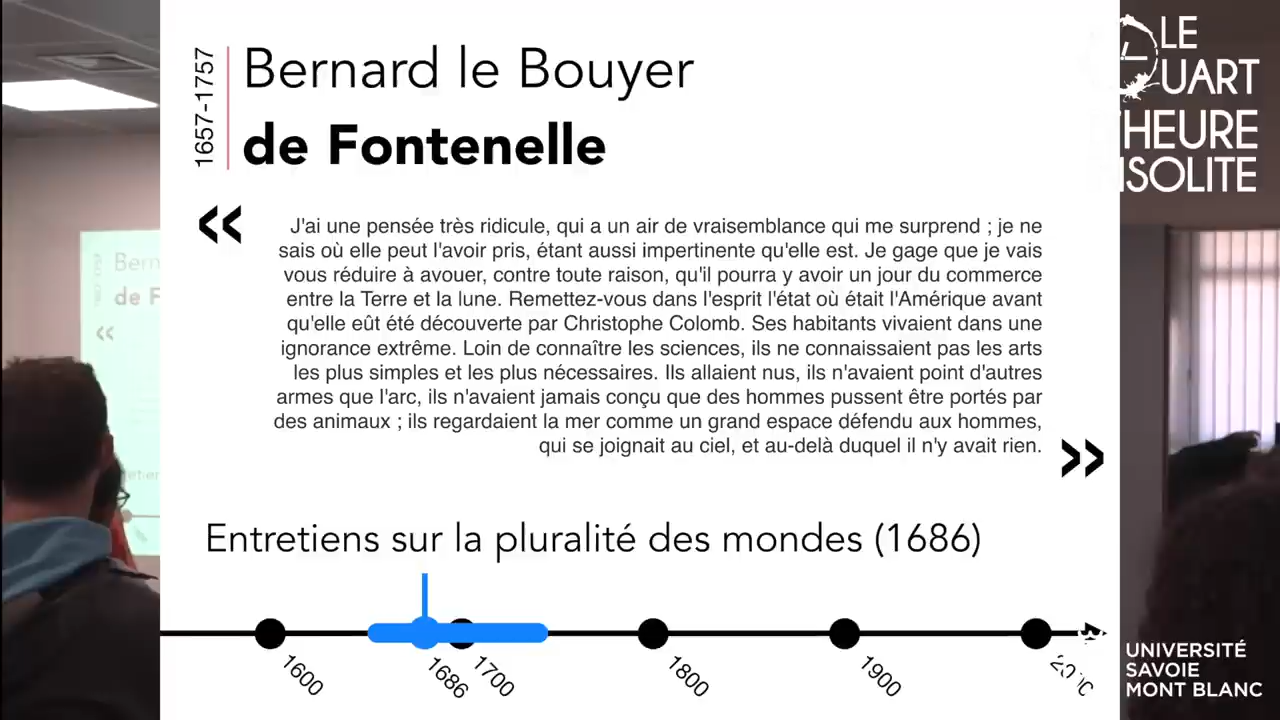 1657-1757
Bernard le Bouyer
de Fontenelle
«
J'ai une pensée très ridicule, qui a un air de vraisemblance qui me surprend ; je ne
sais où elle peut l'avoir pris, étant aussi impertinente qu'elle est. Je gage que je vais
vous réduire à avouer, contre toute raison, qu'il pourra y avoir un jour du commerce
entre la Terre et la lune. Remettez-vous dans l'esprit l'état où était l'Amérique avant
qu'elle eût été découverte par Christophe Colomb. Ses habitants vivaient dans une
ignorance extrême. Loin de connaître les sciences, ils ne connaissaient pas les arts
les plus simples et les plus nécessaires. Ils allaient nus, ils n'avaient point d'autres
armes que l'arc, ils n'avaient jamais conçu que des hommes pussent être portés par
des animaux ; ils regardaient la mer comme un grand espace défendu aux hommes,
qui se joignait au ciel, et au-delà duquel il n'y avait rien.
»
Entretiens sur la pluralité des mondes (1686)
1600
1686
1700
1800
1900
LE
UART
HEURE
SOLITE
UNIVERSITÉ
SAVOIE
MONT BLANC
Bern
de F
«